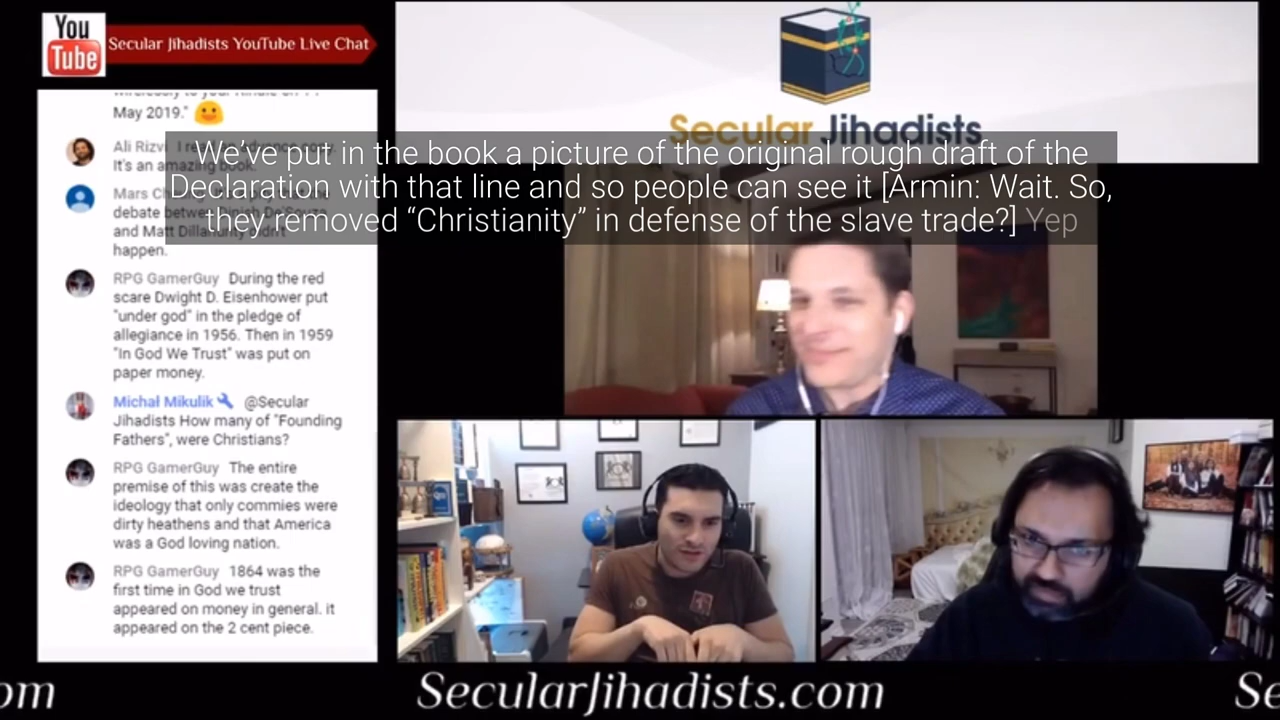 You
Tube
Secular Jihadists YouTube Live Chat
May 2019."
Secular Jihadists
We've put in the book a picture of the original rough draft of the
Declaration with that line and so people can see it [Armin: Wait. So,
they removed "Christianity" in defense of the slave trade?] Yep
Ali Rizvi
It's an amazing book.
debate between
and Matt Dillahunty didn't
happen.
RPG GamerGuy During the red
scare Dwight D. Eisenhower put
"under god" in the pledge of
allegiance in 1956. Then in 1959
"In God We Trust" was put on
paper money.
Michał Mikulik @Secular
Jihadists How many of "Founding
Fathers", were Christians?
RPG GamerGuy The entire
premise of this was create the
ideology that only commies were
dirty heathens and that America
was a God loving nation.
RPG GamerGuy 1864 was the
first time in God we trust
appeared on money in general. it
appeared on the 2 cent piece.
om
SecularJihadists.com
Se